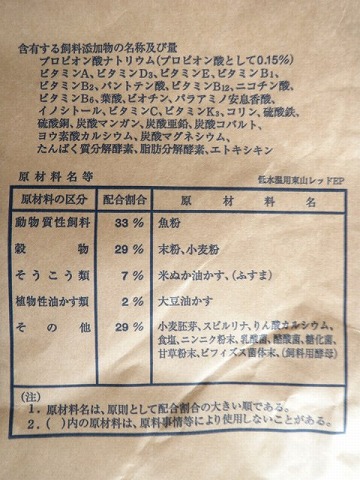 含有する飼料添加物の名称及び量
プロピオン酸ナトリウム(プロピオン酸として0.15%)
ビタミンA、ビタミンD3、ビタミンE、ビタミンB1、
ビタミンB2、パントテン酸、ビタミンB12、ニコチン酸、
ビタミンB6、葉酸、ビオチン、パラアミノ安息香酸、
イノシトール、ビタミンC、ビタミンK3、コリン、硫酸鉄、
硫酸銅、炭酸マンガン、炭酸亜鉛、炭酸コバルト、
ヨウ素酸カルシウム、炭酸マグネシウム、
たんぱく質分解酵素、脂肪分解酵素、エトキシキン
原材料名等 低水温用東山レッドEP
原材料の区分 配合割合 原材料名
動物質性飼料 33% 魚粉
穀物 29% 末粉、小麦粉
そうこう類 7% 米ぬか油かす、(ふすま)
植物性油かす類 2% 大豆油かす
その他 29% 小麦胚芽、スピルリナ、りん酸カルシウム、
食塩、ニンニク粉末、乳酸菌、酪酸菌、糖化菌、
甘草粉末、ビフィズス菌体末、(飼料用酵母)
(注)
1. 原材料名は、原則として配合割合の大きい順である。
2. ( )内の原材料は、原料事情等により使用しないことがある。